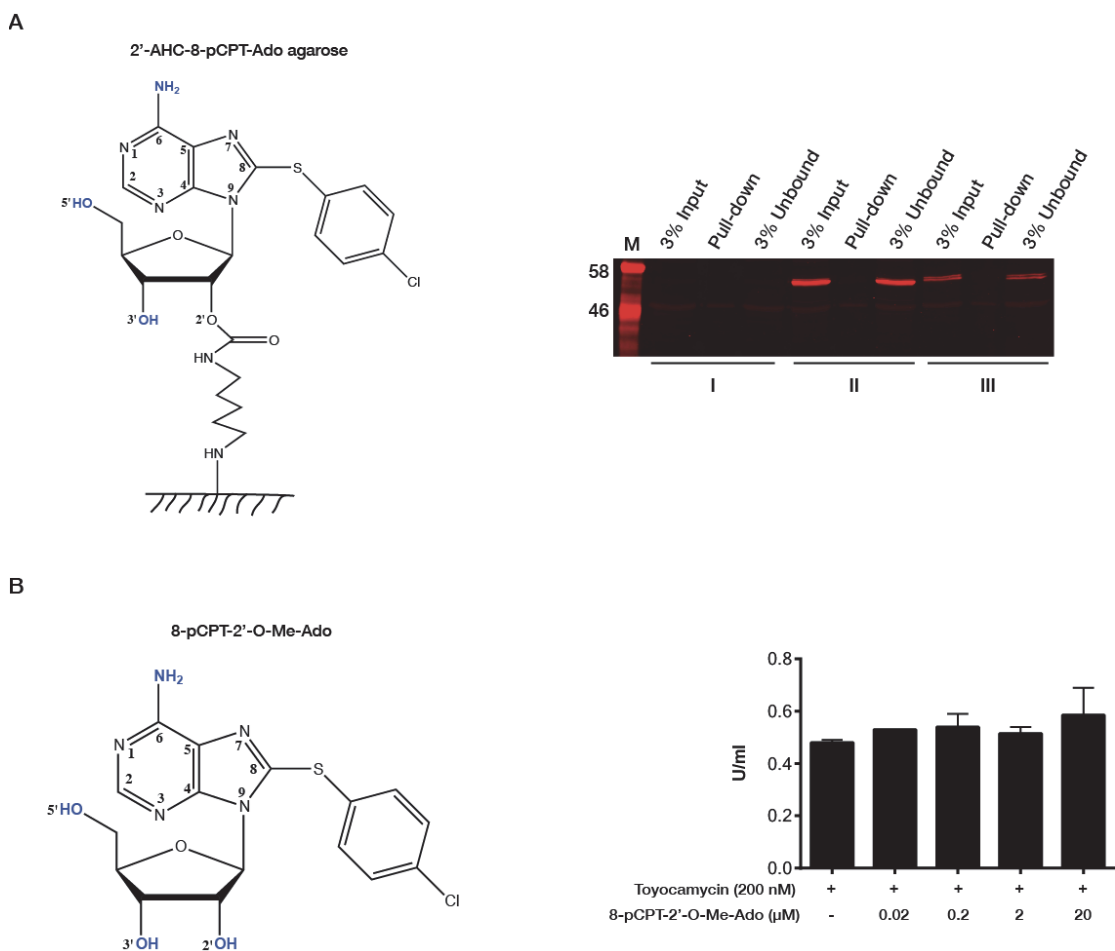 A
2'-AHC-8-pCPT-Ado agarose
NH2
N
1
6
5
N
7
2
N
3
4
9
N
8
S
5'HO
O
Cl
3'OH
2'O
O
HN
HN
3% Input
Pull-down
3% Unbound
3% Input
Pull-down
3% Unbound
3% Input
Pull-down
3% Unbound
M
58
46
I
II
III
B
8-pCPT-2'-O-Me-Ado
NH2
N
1
6
5
N
7
2
N
3
4
9
N
8
S
5'HO
O
Cl
3'OH
2'OH
0.8
0.6
0.4
0.2
0.0
U/ml
Toyocamycin (200 nM) + + + + +
8-pCPT-2'-O-Me-Ado (µM) - 0.02 0.2 2 20